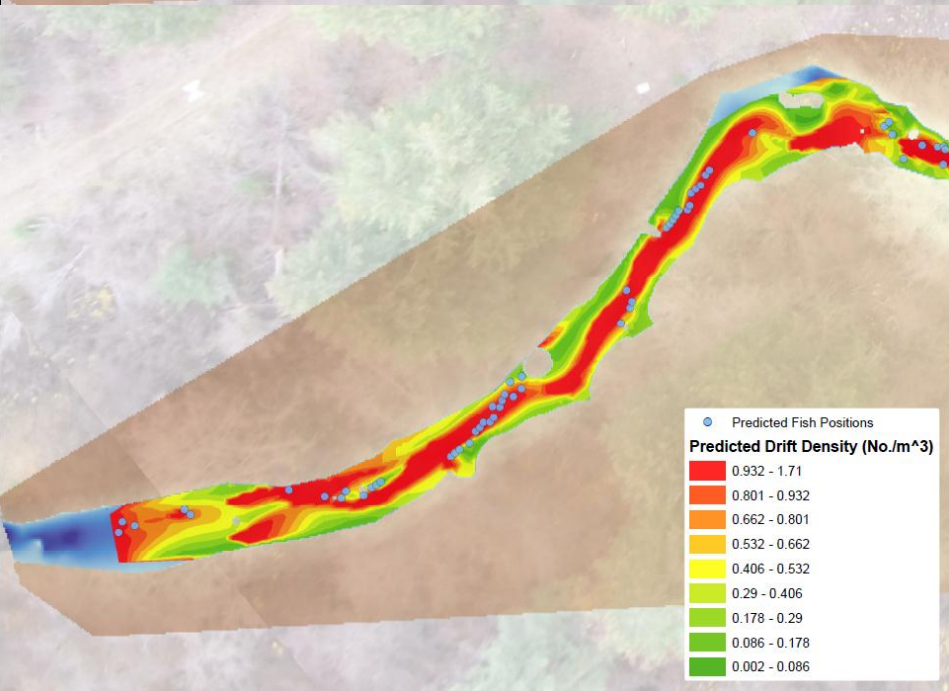 Predicted Fish Positions
Predicted Drift Density (No./m^3)
0.932 - 1.71
0.801 - 0.932
0.662 - 0.801
0.532 - 0.662
0.406 - 0.532
0.29 - 0.406
0.178 - 0.29
0.086 - 0.178
0.002 - 0.086